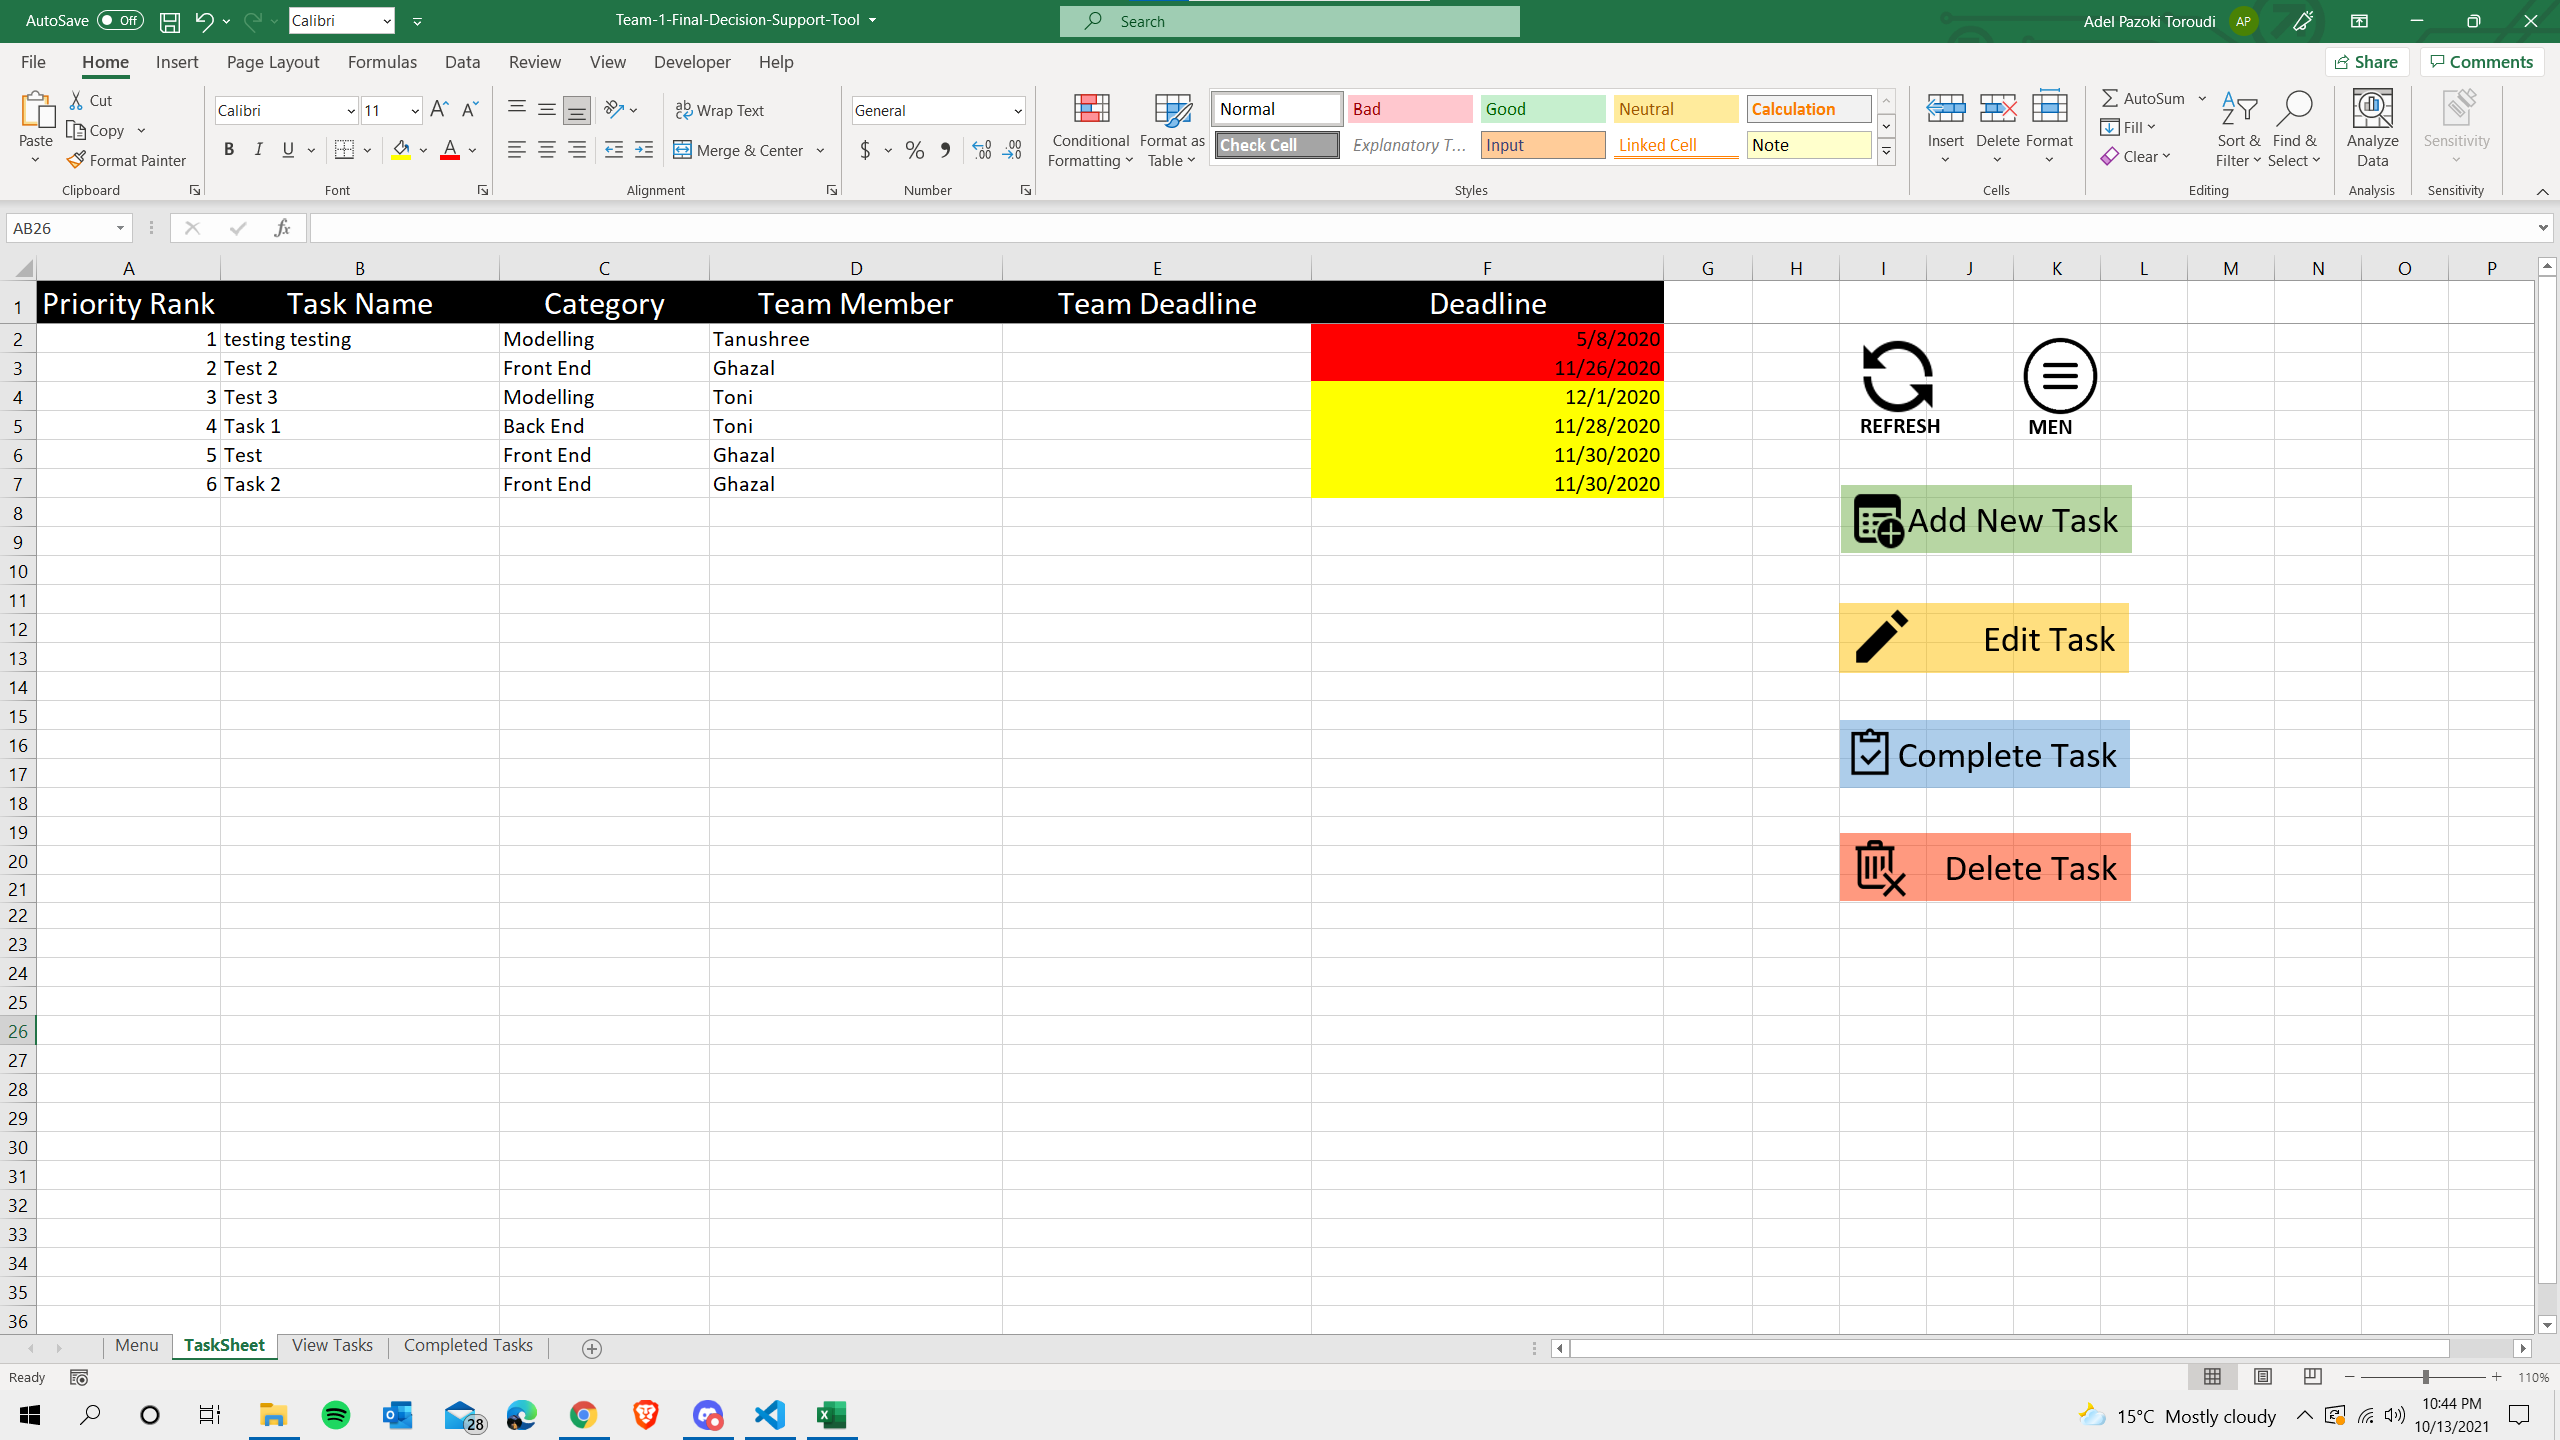 AutoSave Off Calibri Team-1-Final-Decision-Support-Tool Search Adel Pazoki Toroudi AP
File Home Insert Page Layout Formulas Data Review View Developer Help Share Comments
Paste Cut Copy Format Painter Clipboard
Calibri 11 B I U Font
Wrap Text Merge & Center Alignment
General $ % Number
Conditional Formatting Format as Table
Normal Bad Good Neutral Calculation
Check Cell Explanatory T... Input Linked Cell Note
Styles
Insert Delete Format Cells
AutoSum Fill Clear Sort & Filter Find & Select Editing
Analyze Data Analysis
Sensitivity Sensitivity
AB26 fx
A B C D E F G H I J K L M N O P
1 Priority Rank Task Name Category Team Member Team Deadline Deadline
2 1 testing testing Modelling Tanushree 5/8/2020
3 2 Test 2 Front End Ghazal 11/26/2020
4 3 Test 3 Modelling Toni 12/1/2020
5 4 Task 1 Back End Toni 11/28/2020
6 5 Test Front End Ghazal 11/30/2020
7 6 Task 2 Front End Ghazal 11/30/2020
REFRESH MEN
Add New Task
Edit Task
Complete Task
Delete Task
8
9
10
11
12
13
14
15
16
17
18
19
20
21
22
23
24
25
26
27
28
29
30
31
32
33
34
35
36
Menu TaskSheet View Tasks Completed Tasks
Ready 110%
28 15°C Mostly cloudy 10:44 PM
10/13/2021